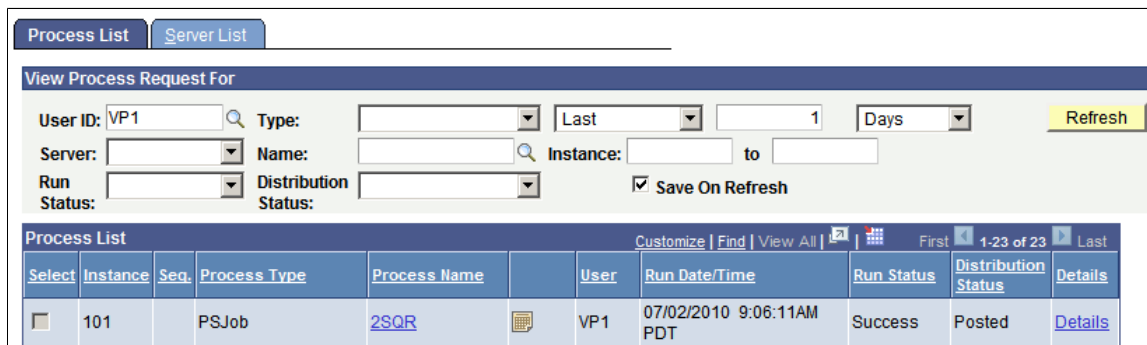 Process List Server List
View Process Request For
User ID: VP1 Type: Last 1 Days Refresh
Server: Name: Instance: to
Run Status: Distribution Status: Save On Refresh
Process List Customize | Find | View All | | First 1-23 of 23 Last
Select Instance Seq. Process Type Process Name User Run Date/Time Run Status Distribution Status Details
101 PSJob 2SQR VP1 07/02/2010 9:06:11AM PDT Success Posted Details